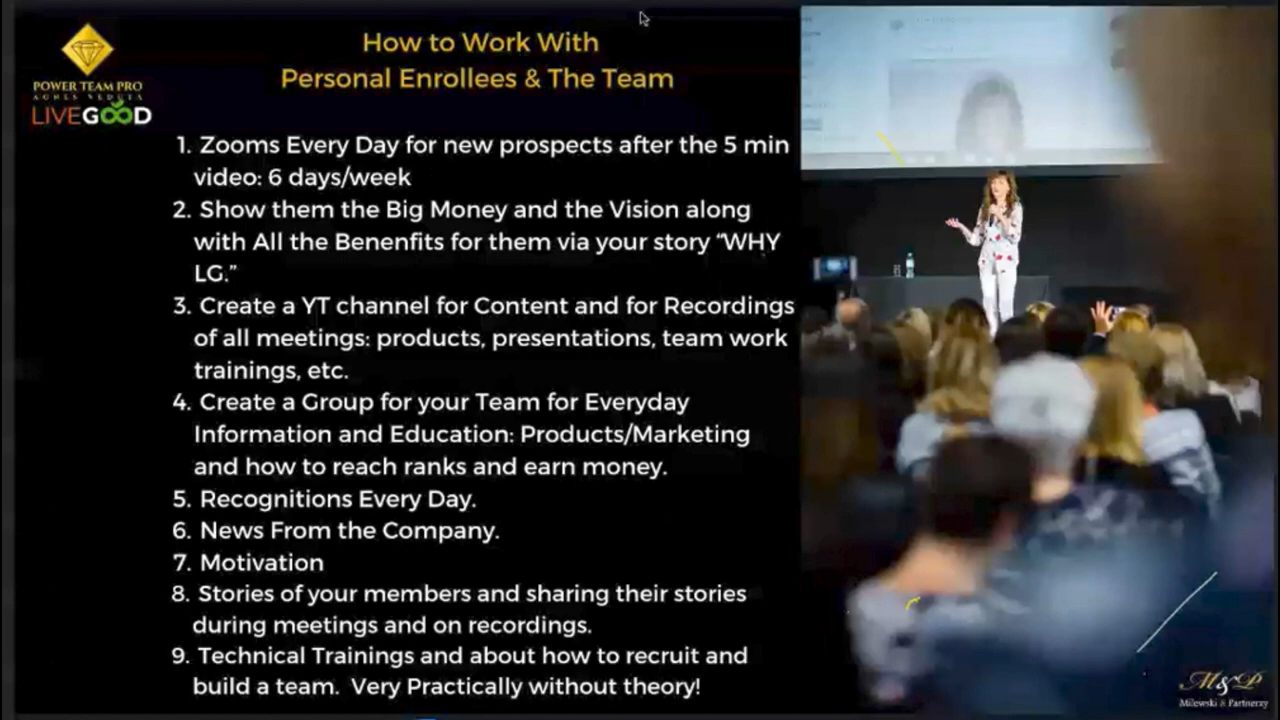 How to Work With
Personal Enrollees & The Team
POWER TEAM PRO
LIVEGOOD
1. Zooms Every Day for new prospects after the 5 min
video: 6 days/week
2. Show them the Big Money and the Vision along
with All the Benenfits for them via your story “WHY
LG.”
3. Create a YT channel for Content and for Recordings
of all meetings: products, presentations, team work
trainings, etc.
4. Create a Group for your Team for Everyday
Information and Education: Products/Marketing
and how to reach ranks and earn money.
5. Recognitions Every Day.
6. News From the Company.
7. Motivation
8. Stories of your members and sharing their stories
during meetings and on recordings.
9. Technical Trainings and about how to recruit and
build a team. Very Practically without theory!
M&P
Milewski & Partnerzy